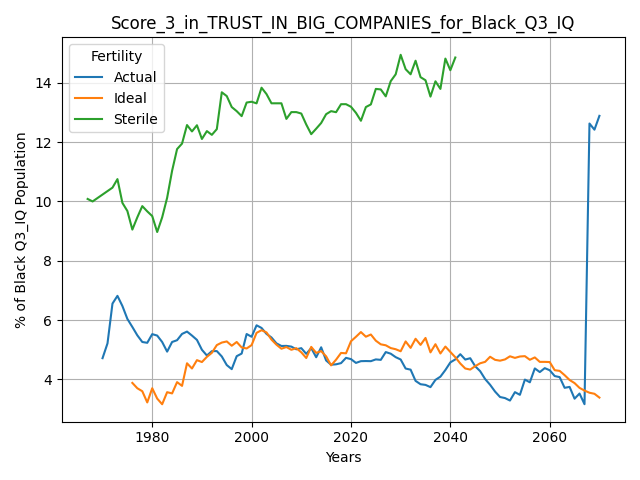 Score_3_in_TRUST_IN_BIG_COMPANIES_for_Black_Q3_IQ
Fertility
Actual
Ideal
Sterile
% of Black Q3_IQ Population
14
12
10
8
6
4
1980
2000
2020
2040
2060
Years